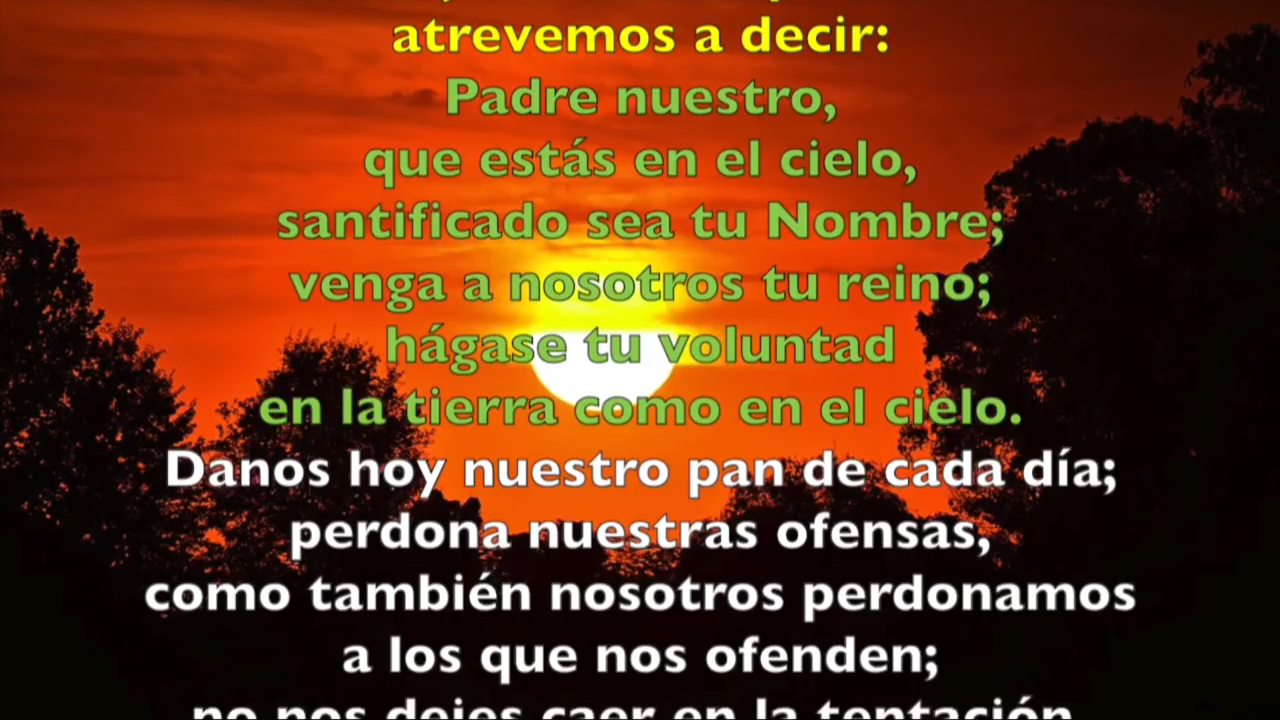 atrevemos a decir:
Padre nuestro,
que estás en el cielo,
santificado sea tu Nombre;
venga a nosotros tu reino;
hágase tu voluntad
en la tierra como en el cielo.
Danos hoy nuestro pan de cada día;
perdona nuestras ofensas,
como también nosotros perdonamos
a los que nos ofenden;
no nos dejes caer en la tentación